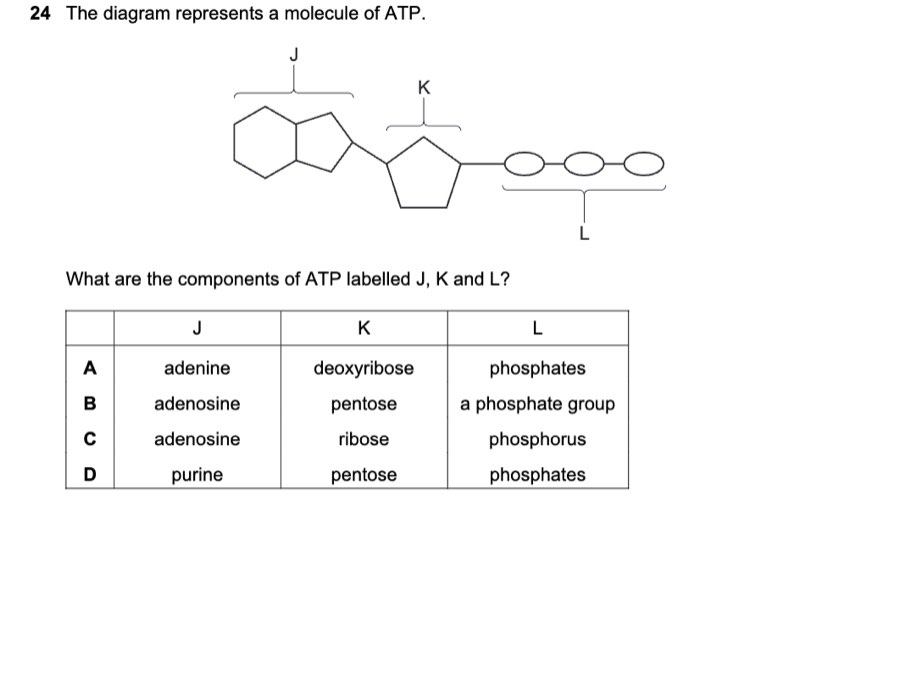 24 The diagram represents a molecule of ATP.
J
K
L
What are the components of ATP labelled J, K and L?
J K L
A adenine deoxyribose phosphates
B adenosine pentose a phosphate group
C adenosine ribose phosphorus
D purine pentose phosphates